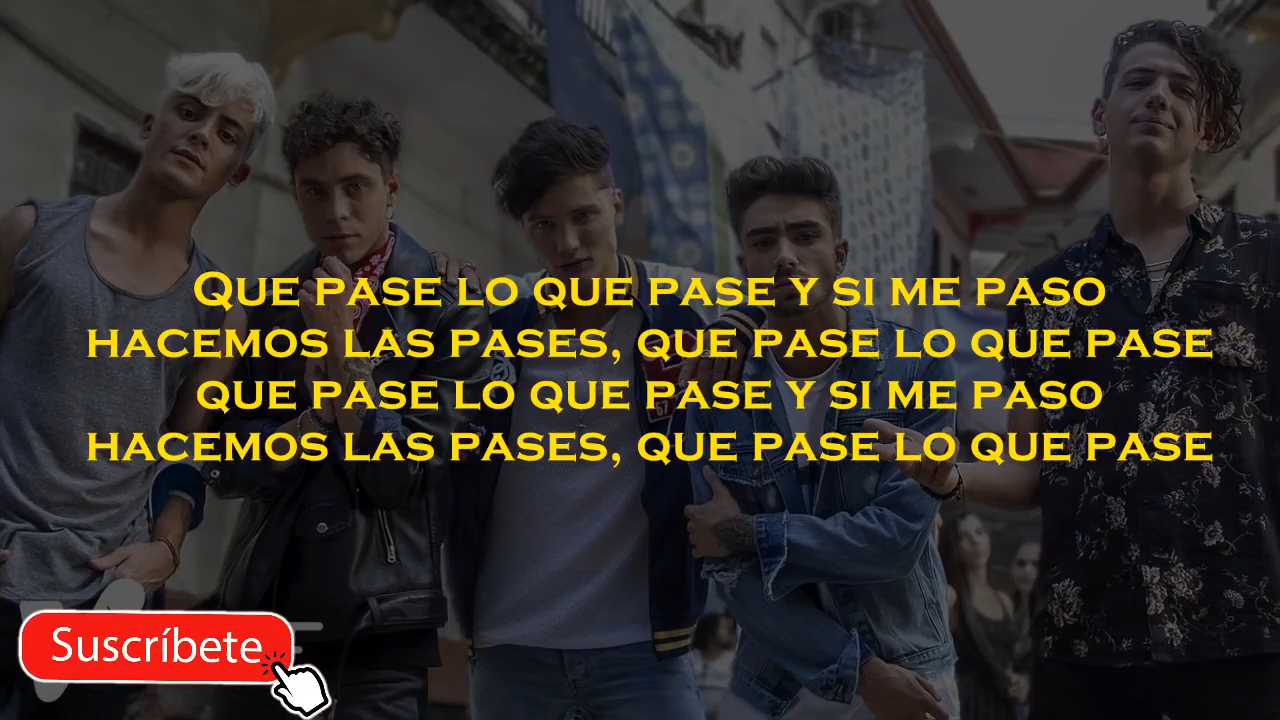 Que pase lo que pase y si me paso
hacemos las pases, que pase lo que pase
que pase lo que pase y si me paso
hacemos las pases, que pase lo que pase
Suscríbete